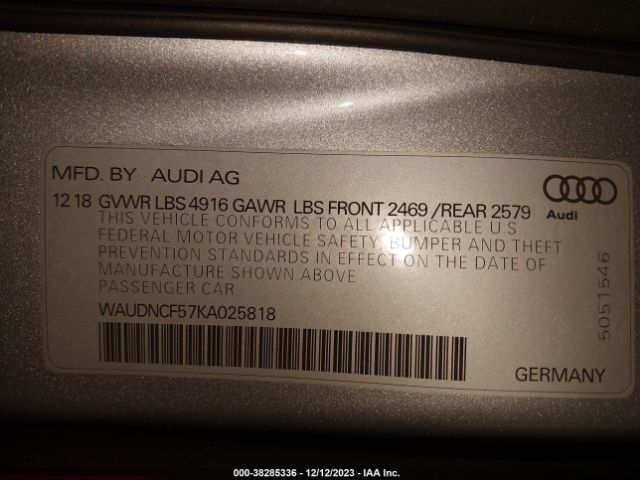 MFD. BY AUDI AG
12 18 GVWR LBS 4916 GAWR LBS FRONT 2469 /REAR 2579
Audi
THIS VEHICLE CONFORMS TO ALL APPLICABLE U S
FEDERAL MOTOR VEHICLE SAFETY, BUMPER AND THEFT
PREVENTION STANDARDS IN EFFECT ON THE DATE OF
MANUFACTURE SHOWN ABOVE
PASSENGER CAR
WAUDNCF57KA025818
5051546
GERMANY
000-38285336 - 12/12/2023 - IAA Inc.